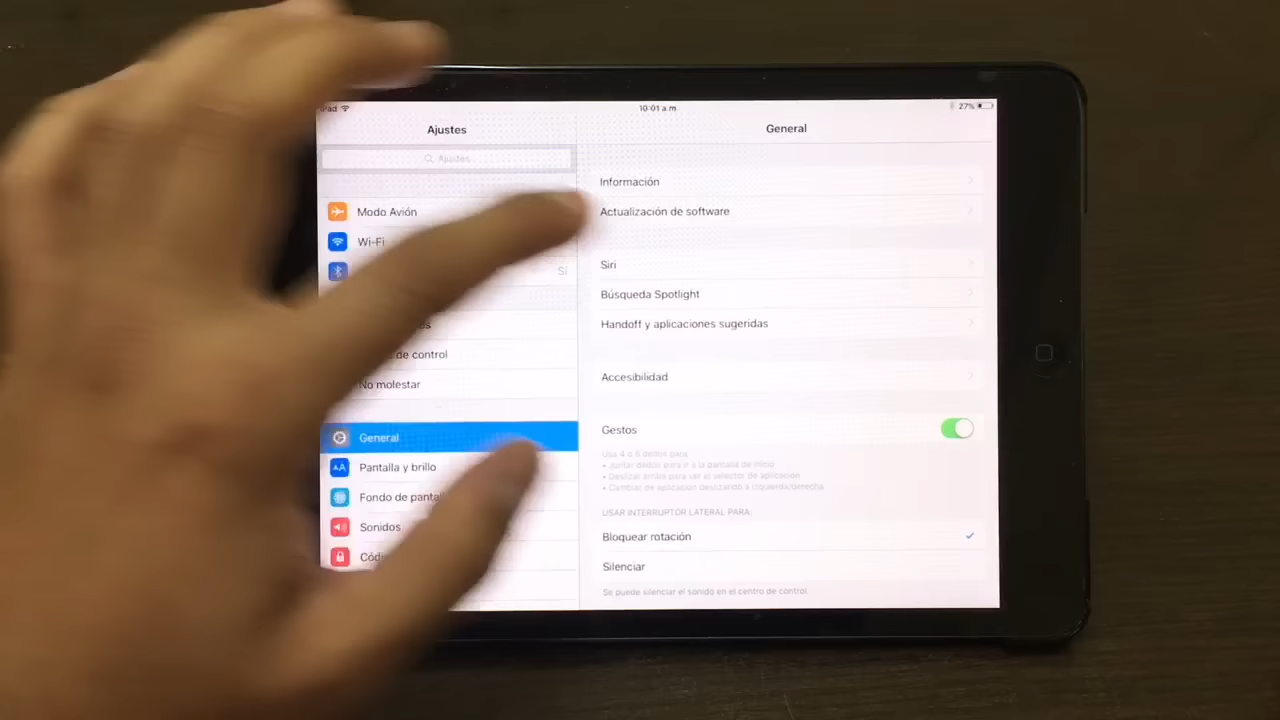 iPad
10:01 a.m.
27%
Ajustes
General
Ajustes
Modo Avión
Wi-Fi
Sí
de control
No molestar
General
Pantalla y brillo
Fondo de pantal
Sonidos
Códi
Información
Actualización de software
Siri
Búsqueda Spotlight
Handoff y aplicaciones sugeridas
Accesibilidad
Gestos
Usa 4 o 5 dedos para:
• Juntar dedos para ir a la pantalla de inicio
• Deslizar arriba para ver el selector de aplicación
• Cambiar de aplicación deslizando a izquierda/derecha
USAR INTERRUPTOR LATERAL PARA:
Bloquear rotación
Silenciar
Se puede silenciar el sonido en el centro de control.